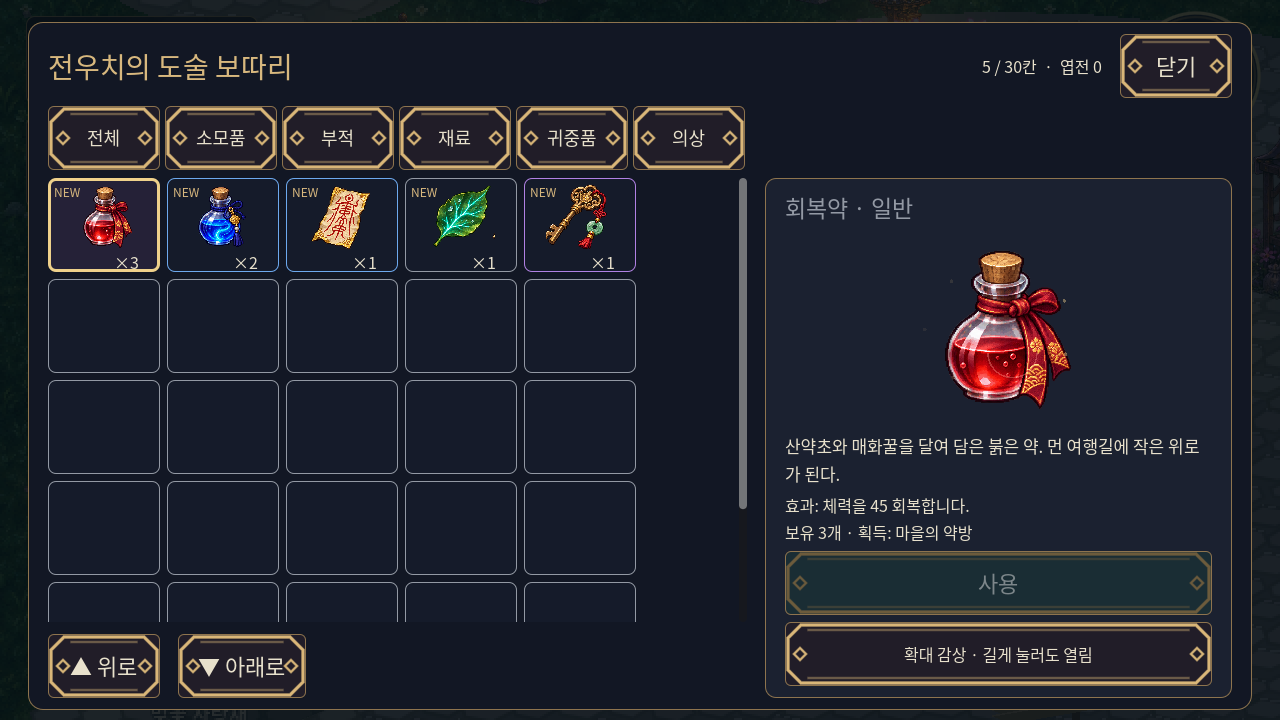 전우치의 도술 보따리
5 / 30칸 · 엽전 0
닫기
전체
소모품
부적
재료
귀중품
의상
NEW
×3
NEW
×2
NEW
×1
NEW
×1
NEW
×1
회복약 · 일반
산약초와 매화꿀을 달여 담은 붉은 약. 먼 여행길에 작은 위로
가 된다.
효과: 체력을 45 회복합니다.
보유 3개 · 획득: 마을의 약방
사용
확대 감상 · 길게 눌러도 열림
▲ 위로
▼ 아래로